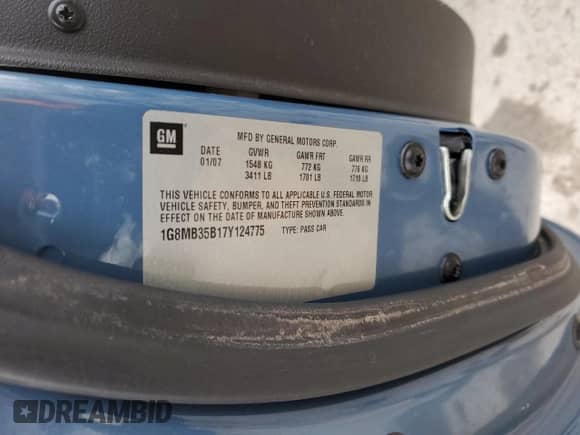 GM
MFD BY GENERAL MOTORS CORP.
DATE GVWR GAWR FRT GAWR RR
01/07 1548 KG 772 KG 776 KG
3411 LB 1701 LB 1710 LB
THIS VEHICLE CONFORMS TO ALL APPLICABLE U.S. FEDERAL MOTOR
VEHICLE SAFETY, BUMPER, AND THEFT PREVENTION STANDARDS IN
EFFECT ON THE DATE OF MANUFACTURE SHOWN ABOVE.
1G8MB35B17Y124775 TYPE: PASS CAR
DREAMBID